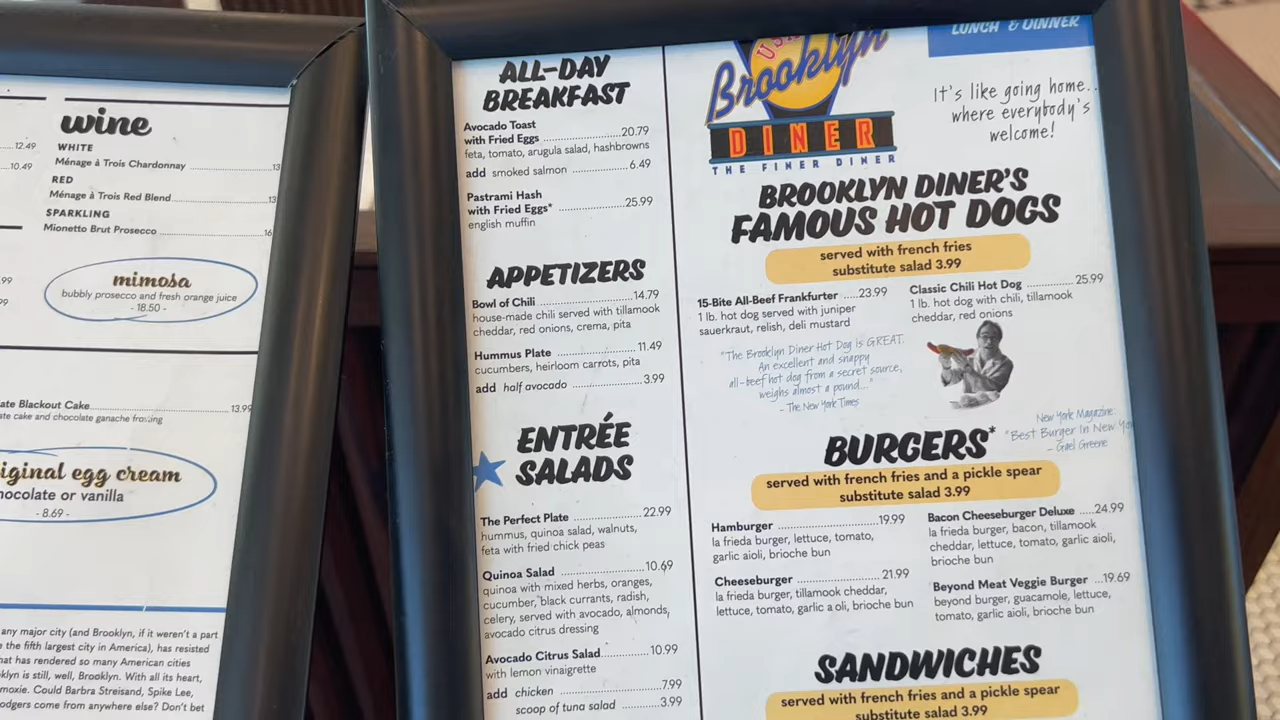 12.49
10.49
wine
WHITE
Ménage à Trois Chardonnay 13
RED
Ménage à Trois Red Blend 13
SPARKLING
Mionetto Brut Prosecco 16
mimosa
bubbly prosecco and fresh orange juice
- 18.50 -
.99
ate Blackout Cake 13.99
ate cake and chocolate ganache frosting
iginal egg cream
hocolate or vanilla
- 8.69 -
any major city (and Brooklyn, if it weren't a part
e the fifth largest city in America), has resisted
hat has rendered so many American cities
klyn is still, well, Brooklyn. With all its heart,
moxie. Could Barbra Streisand, Spike Lee,
odgers come from anywhere else? Don't bet
ALL-DAY
BREAKFAST
Avocado Toast
with Fried Eggs 20.79
feta, tomato, arugula salad, hashbrowns
add smoked salmon 6.49
Pastrami Hash
with Fried Eggs* 25.99
english muffin
APPETIZERS
Bowl of Chili 14.79
house-made chili served with tillamook
cheddar, red onions, crema, pita
Hummus Plate 11.49
cucumbers, heirloom carrots, pita
add half avocado 3.99
ENTRÉE
SALADS
The Perfect Plate 22.99
hummus, quinoa salad, walnuts,
feta with fried chick peas
Quinoa Salad 10.69
quinoa with mixed herbs, oranges,
cucumber, black currants, radish,
celery, served with avocado, almonds,
avocado citrus dressing
Avocado Citrus Salad 10.99
with lemon vinaigrette
add chicken 7.99
scoop of tuna salad 3.99
USA
Brooklyn
DINER
THE FINER DINER
LUNCH & DINNER
It's like going home..
where everybody's
welcome!
BROOKLYN DINER'S
FAMOUS HOT DOGS
served with french fries
substitute salad 3.99
15-Bite All-Beef Frankfurter 23.99
1 lb. hot dog served with juniper
sauerkraut, relish, deli mustard
Classic Chili Hot Dog 25.99
1 lb. hot dog with chili, tillamook
cheddar, red onions
"The Brooklyn Diner Hot Dog is GREAT.
An excellent and snappy
all-beef hot dog from a secret source,
weighs almost a pound..."
- The New York Times
New York Magazine:
"Best Burger In New Yo
- Gael Greene
BURGERS*
served with french fries and a pickle spear
substitute salad 3.99
Hamburger 19.99
la frieda burger, lettuce, tomato,
garlic aioli, brioche bun
Cheeseburger 21.99
la frieda burger, tillamook cheddar,
lettuce, tomato, garlic a oli, brioche bun
Bacon Cheeseburger Deluxe 24.99
la frieda burger, bacon, tillamook
cheddar, lettuce, tomato, garlic aioli,
brioche bun
Beyond Meat Veggie Burger 19.69
beyond burger, guacamole, lettuce,
tomato, garlic aioli, brioche bun
SANDWICHES
served with french fries and a pickle spear
substitute salad 3.99